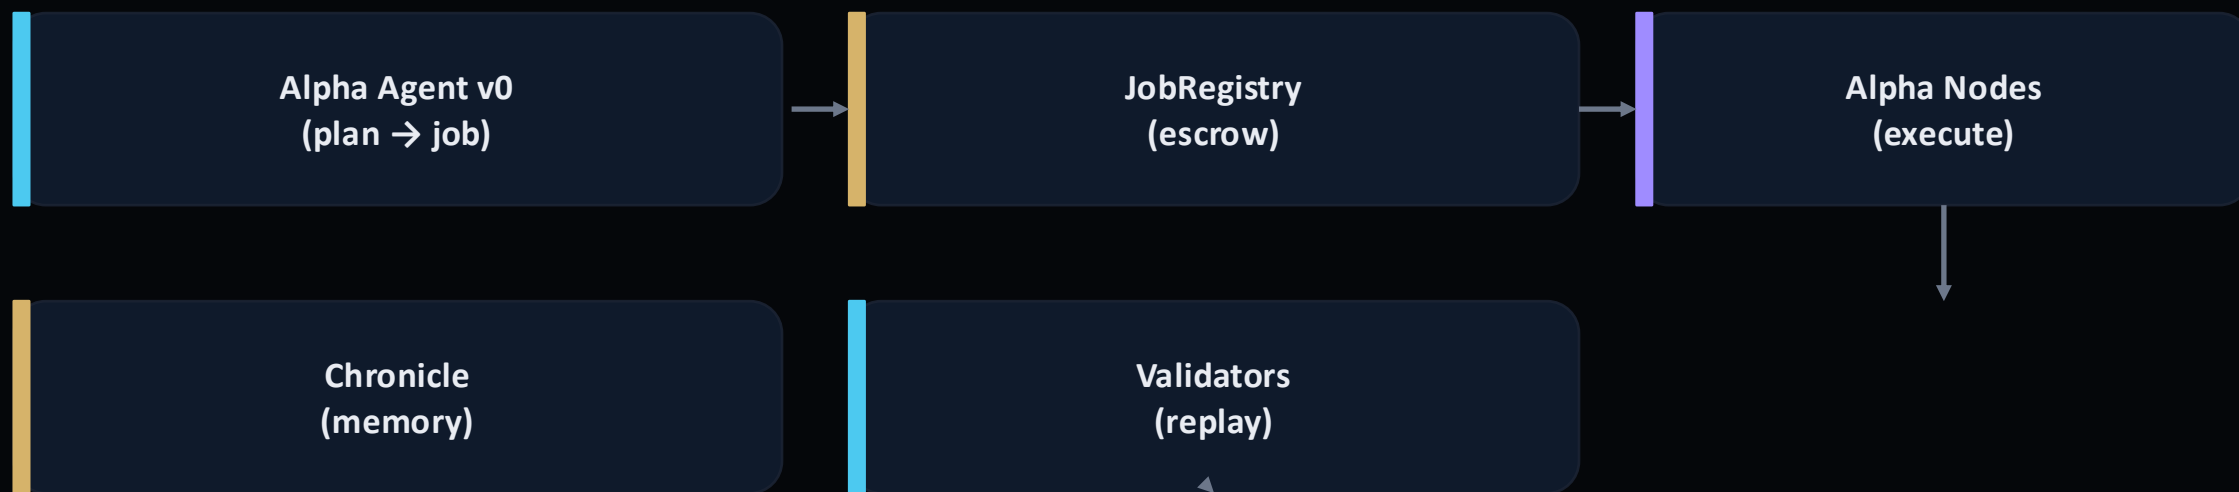 Alpha Agent v0
(plan → job)
JobRegistry
(escrow)
Alpha Nodes
(execute)
Chronicle
(memory)
Validators
(replay)